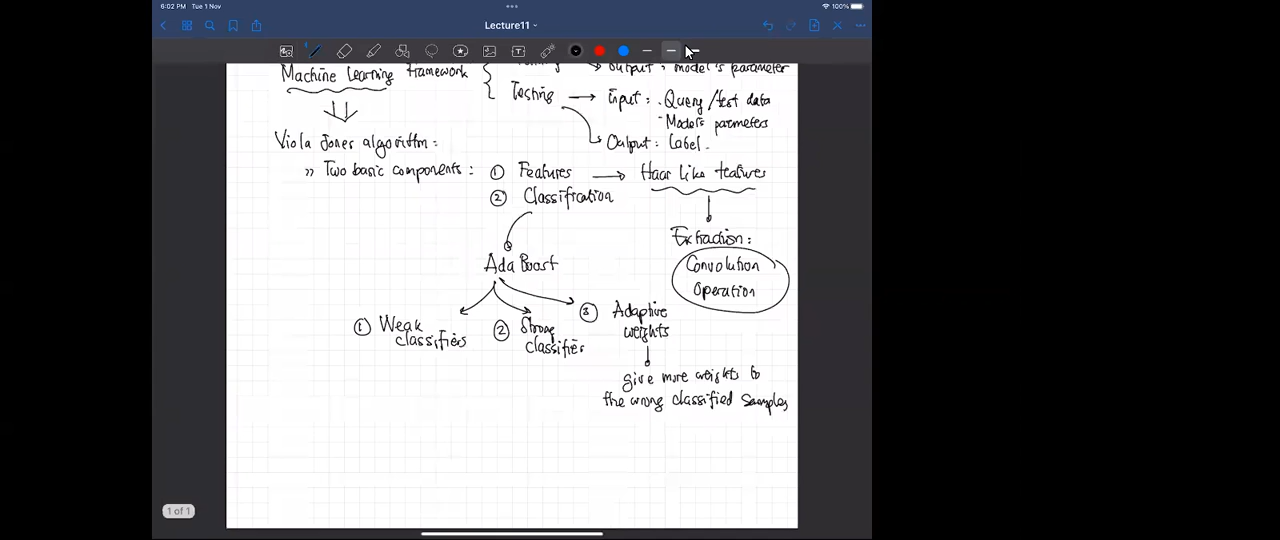 6:02 PM Tue 1 Nov
100%
Lecture11
Output: model's parameter
Machine Learning Framework
Testing → Input: . Query/test data
. Model's parmeters
Output: Label.
Viola Jones algorithm:
>> Two basic components: ① Features → Haar Like features
② Classification
Extraction:
Convolution
Operation
Ada Boost
① Weak
classifiers
② Strong
classifier
③ Adaptive
weights
give more weights to
the wrong classified samples
1 of 1